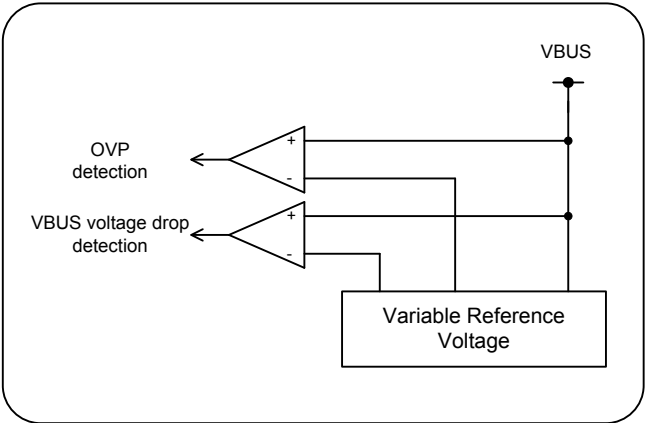 VBUS
OVP
detection
+
-
VBUS voltage drop
detection
+
-
Variable Reference
Voltage